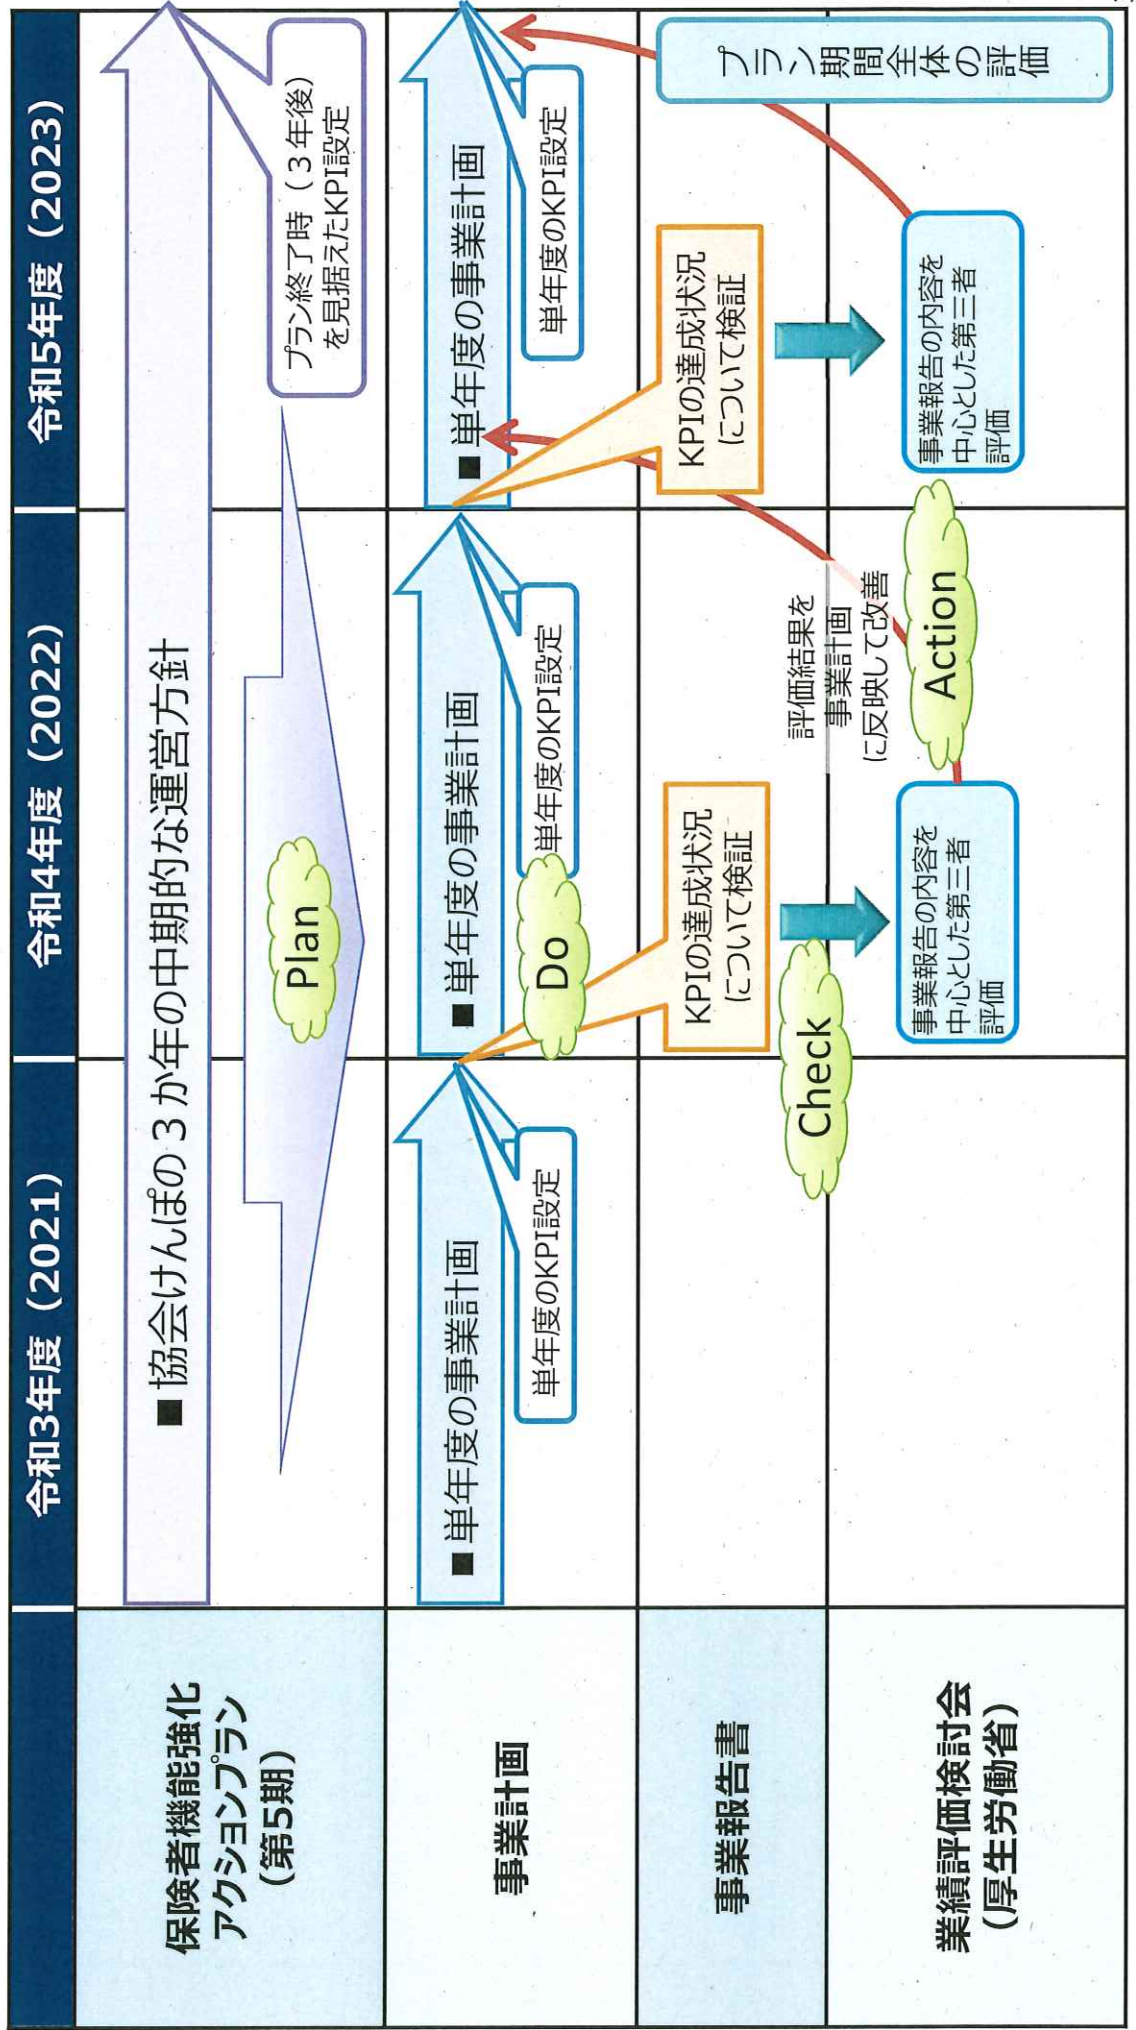 令和3年度（2021）
令和4年度（2022）
令和5年度（2023）
保険者機能強化
アクションプラン
（第5期）
■ 協会けんぽの３か年の中期的な運営方針
プラン終了時（３年後）
を見据えたKPI設定
Plan
事業計画
■ 単年度の事業計画
単年度のKPI設定
■ 単年度の事業計画
単年度のKPI設定
Do
■ 単年度の事業計画
単年度のKPI設定
事業報告書
KPIの達成状況
について検証
KPIの達成状況
について検証
Check
評価結果を
事業計画
に反映して改善
Action
業績評価検討会
（厚生労働省）
事業報告の内容を
中心とした第三者
評価
事業報告の内容を
中心とした第三者
評価
プラン期間全体の評価